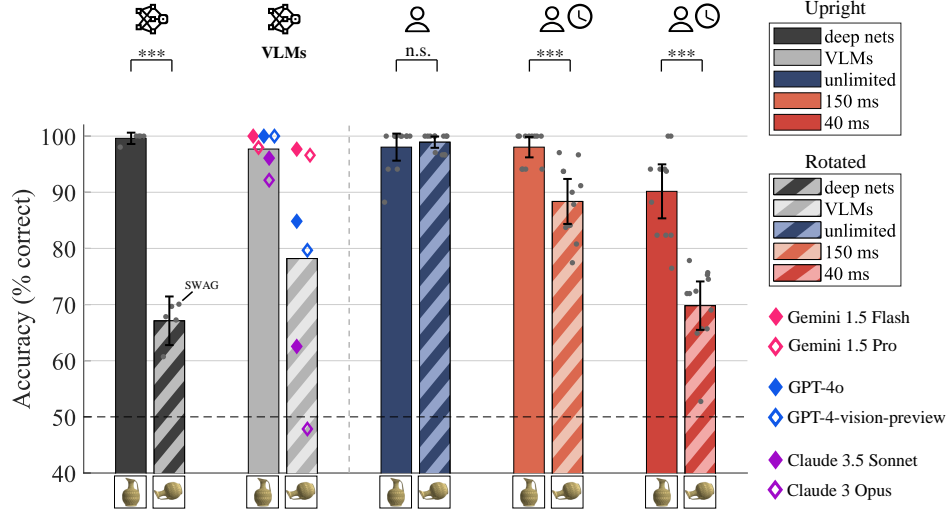 ***
VLMs
n.s.
***
***
Accuracy (% correct)
100
90
80
70
60
50
40
SWAG
Upright
deep nets
VLMs
unlimited
150 ms
40 ms
Rotated
deep nets
VLMs
unlimited
150 ms
40 ms
Gemini 1.5 Flash
Gemini 1.5 Pro
GPT-4o
GPT-4-vision-preview
Claude 3.5 Sonnet
Claude 3 Opus